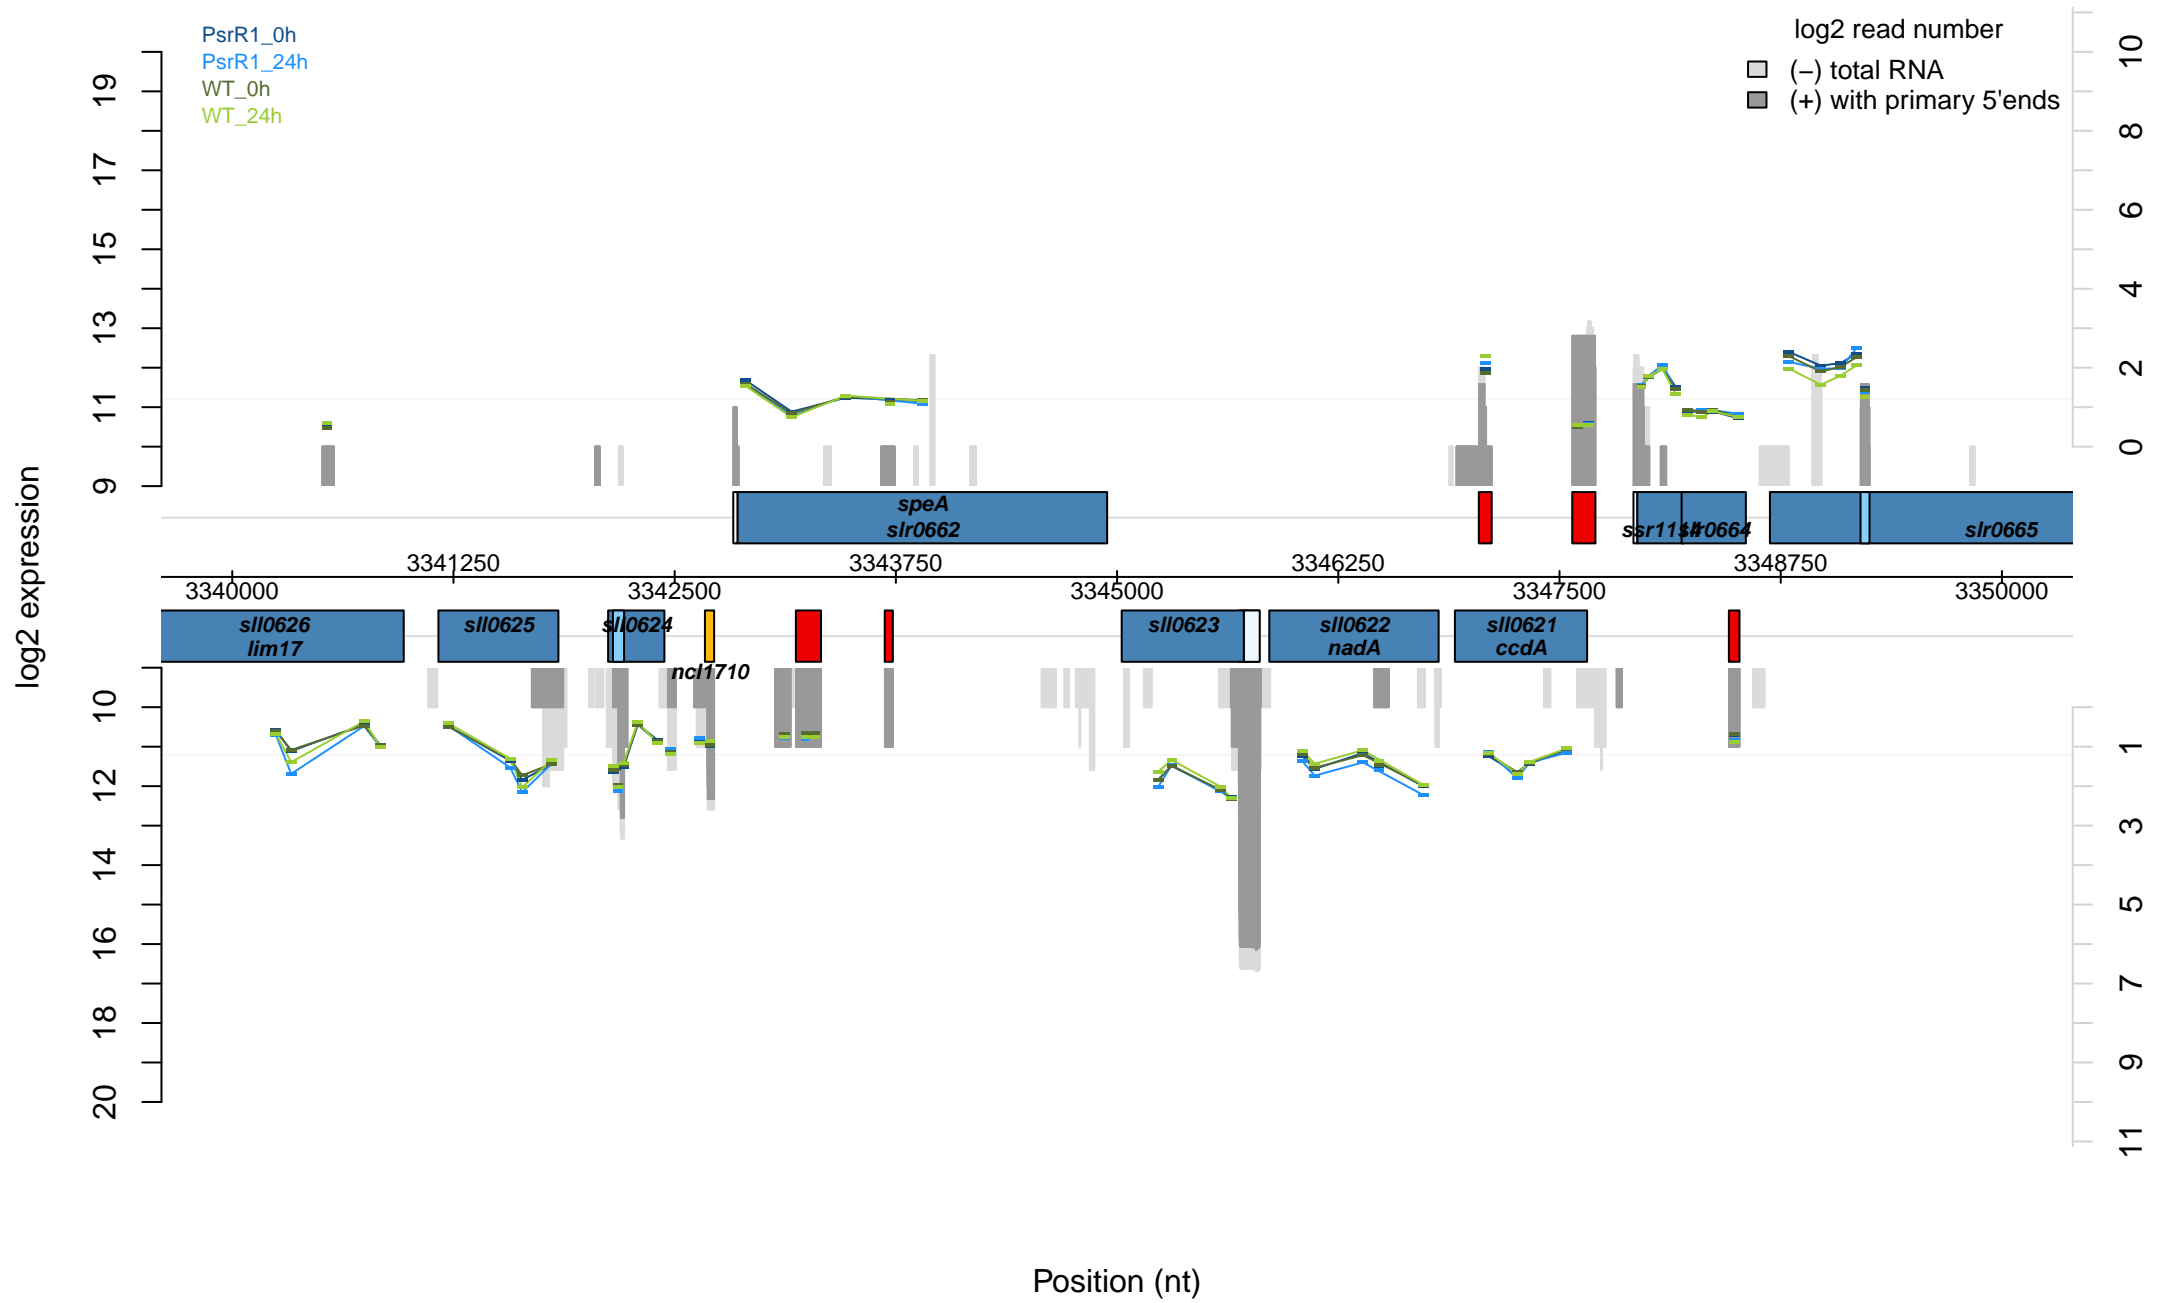 PsrR1_0h
PsrR1_24h
WT_0h
WT_24h
log2 read number
(−) total RNA
(+) with primary 5'ends
19
17
15
13
11
9
10
8
6
4
2
0
log2 expression
speA
slr0662
ssr1114
slr0664
slr0665
3341250
3343750
3346250
3348750
3340000
3342500
3345000
3347500
3350000
sll0626
lim17
sll0625
sll0624
ncl1710
sll0623
sll0622
nadA
sll0621
ccdA
10
12
14
16
18
20
1
3
5
7
9
11
Position (nt)